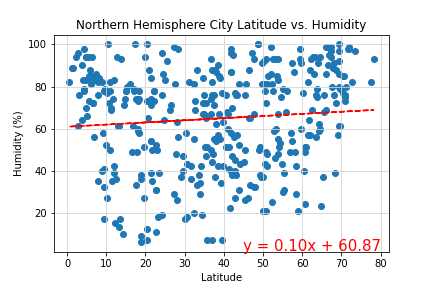 Northern Hemisphere City Latitude vs. Humidity
100
80
60
40
20
Humidity (%)
y = 0.10x + 60.87
0 10 20 30 40 50 60 70 80
Latitude